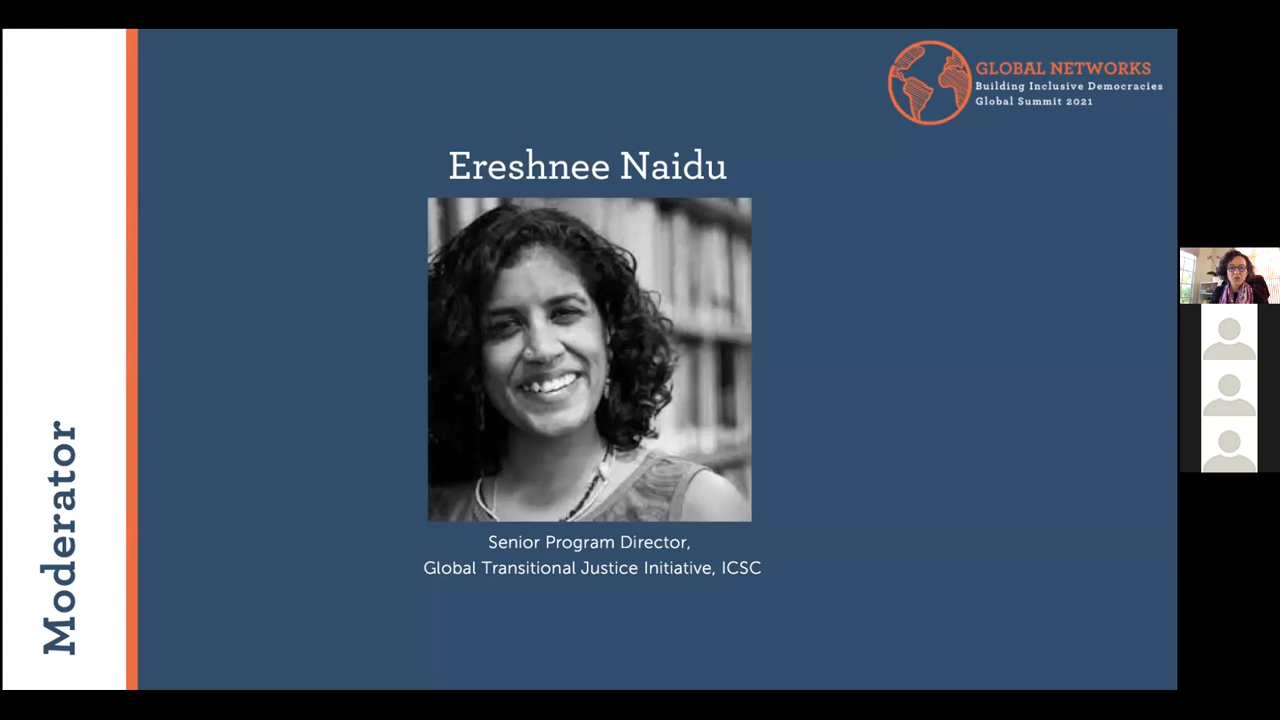 GLOBAL NETWORKS
Building Inclusive Democracies
Global Summit 2021
Ereshnee Naidu
Senior Program Director,
Global Transitional Justice Initiative, ICSC
Moderator